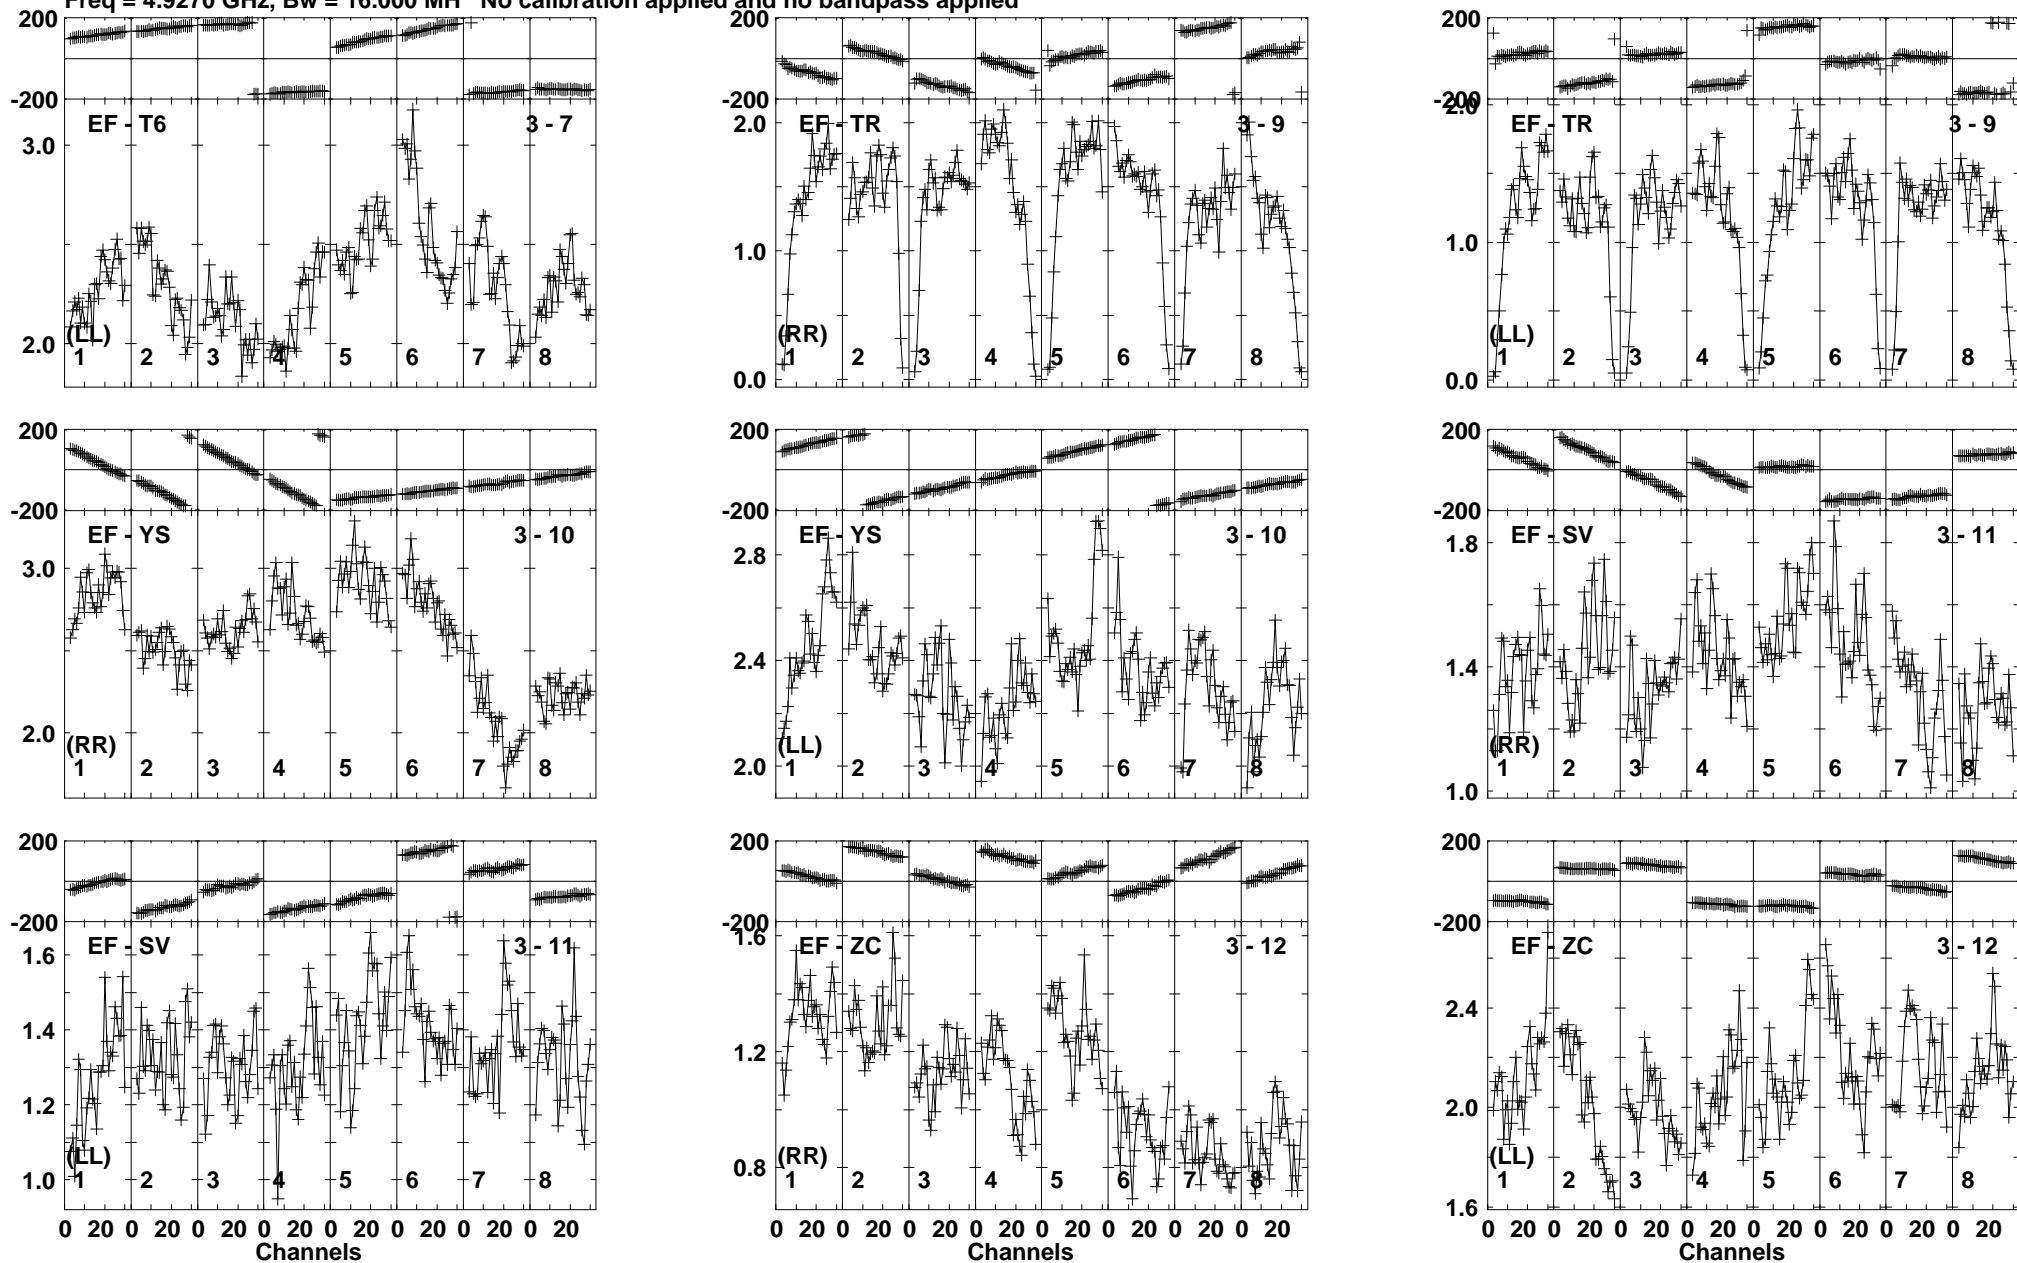 Freq = 4.9270 GHz, Bw = 16.000 MH No calibration applied and no bandpass applied
200 200 200
-200 -200 -200
EF - T6 3 - 7 EF - TR 3 - 9 EF - TR 3 - 9
3.0 2.0 2.0
2.0 1.0 1.0
0.0 0.0
(LL) (RR) (LL)
1 2 3 4 5 6 7 8 1 2 3 4 5 6 7 8 1 2 3 4 5 6 7 8
200 200 200
-200 -200 -200
EF - YS 3 - 10 EF - YS 3 - 10 EF - SV 3 - 11
3.0 2.8 1.8
2.0 2.4 1.4
2.0 1.0
(RR) (LL) (RR)
1 2 3 4 5 6 7 8 1 2 3 4 5 6 7 8 1 2 3 4 5 6 7 8
200 200 200
-200 -200 -200
EF - SV 3 - 11 EF - ZC 3 - 12 EF - ZC 3 - 12
1.6 1.6 2.4
1.4 1.2 2.0
1.2 0.8 1.6
1.0
(LL) (RR) (LL)
1 2 3 4 5 6 7 8 1 2 3 4 5 6 7 8 1 2 3 4 5 6 7 8
0 20 0 20 0 20 0 20 0 20 0 20 0 20 0 20 0 20 0 20 0 20 0 20 0 20 0 20 0 20 0 20 0 20 0 20 0 20 0 20 0 20 0 20 0 20 0 20
Channels Channels Channels